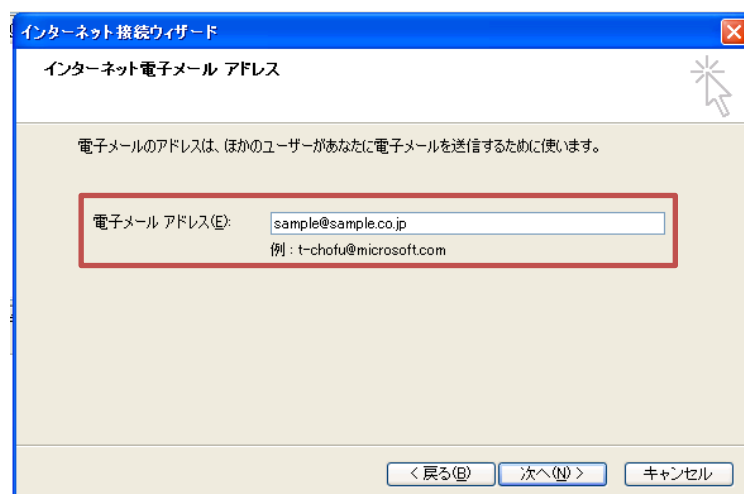 インターネット接続ウィザード
インターネット電子メール アドレス
電子メールのアドレスは、ほかのユーザーがあなたに電子メールを送信するために使います。
電子メール アドレス(E): sample@sample.co.jp
例 : t-chofu@microsoft.com
< 戻る(B) 次へ(N) > キャンセル